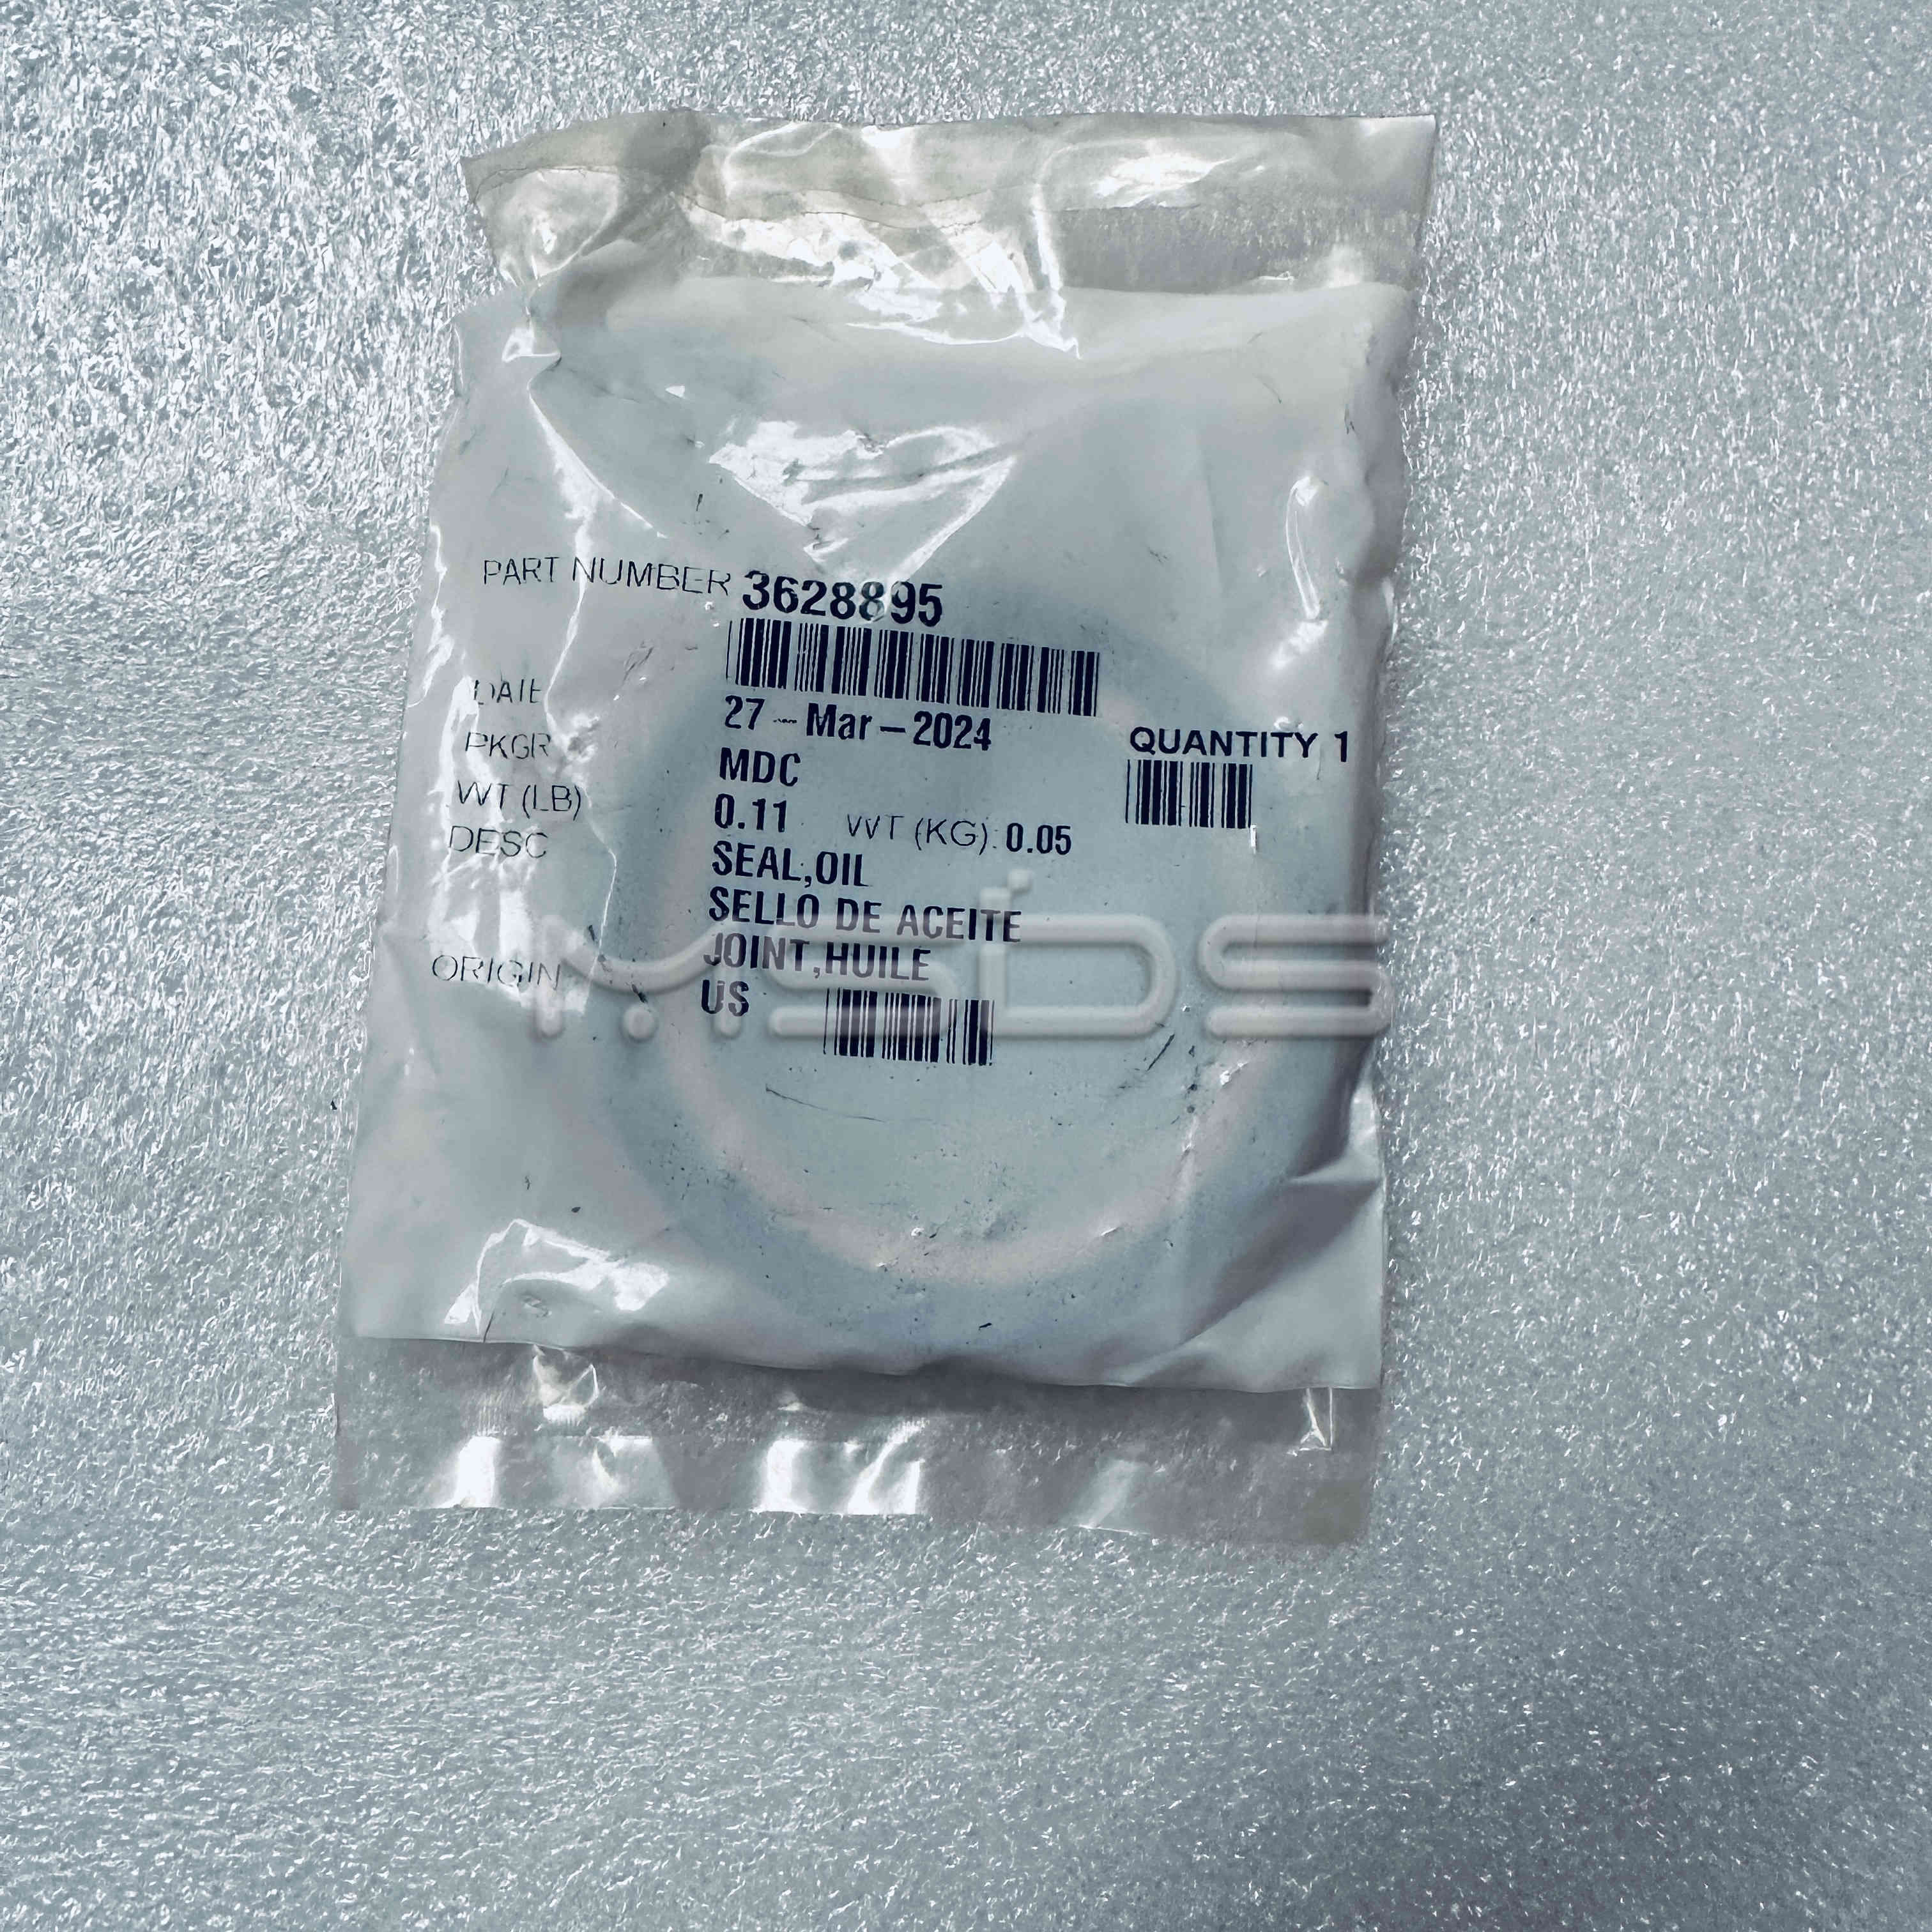 PART NUMBER 3628895
DATE 27-Mar-2024
QUANTITY 1
PKGR MDC
WT (LB) 0.11 WT (KG): 0.05
DESC SEAL,OIL
SELLO DE ACEITE
JOINT,HUILE
ORIGIN US
MSDS